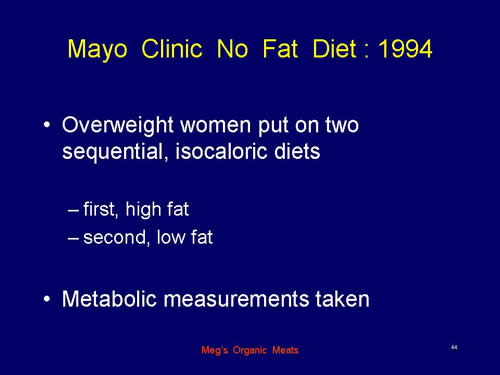 Mayo Clinic No Fat Diet : 1994
• Overweight women put on two
sequential, isocaloric diets
– first, high fat
– second, low fat
• Metabolic measurements taken
Meg's Organic Meats
44